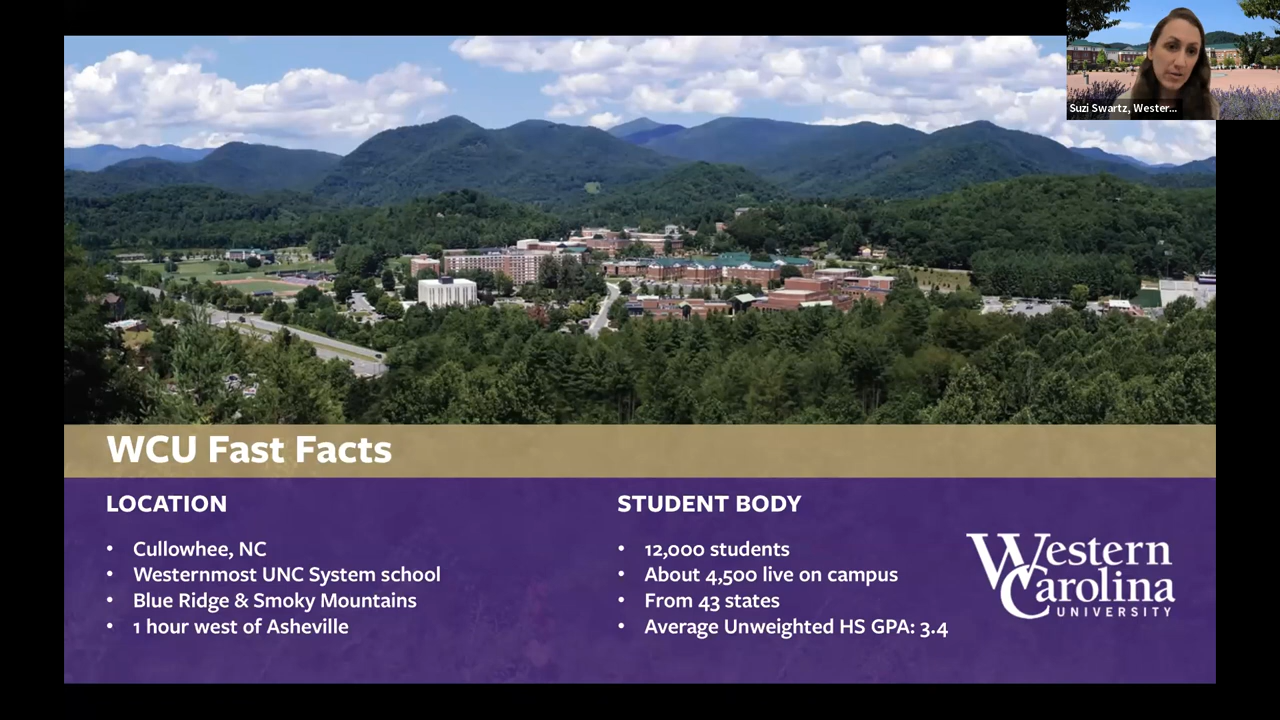 Suzi Swartz, Wester...
WCU Fast Facts
LOCATION
• Cullowhee, NC
• Westernmost UNC System school
• Blue Ridge & Smoky Mountains
• 1 hour west of Asheville
STUDENT BODY
• 12,000 students
• About 4,500 live on campus
• From 43 states
• Average Unweighted HS GPA: 3.4
Western
Carolina
UNIVERSITY